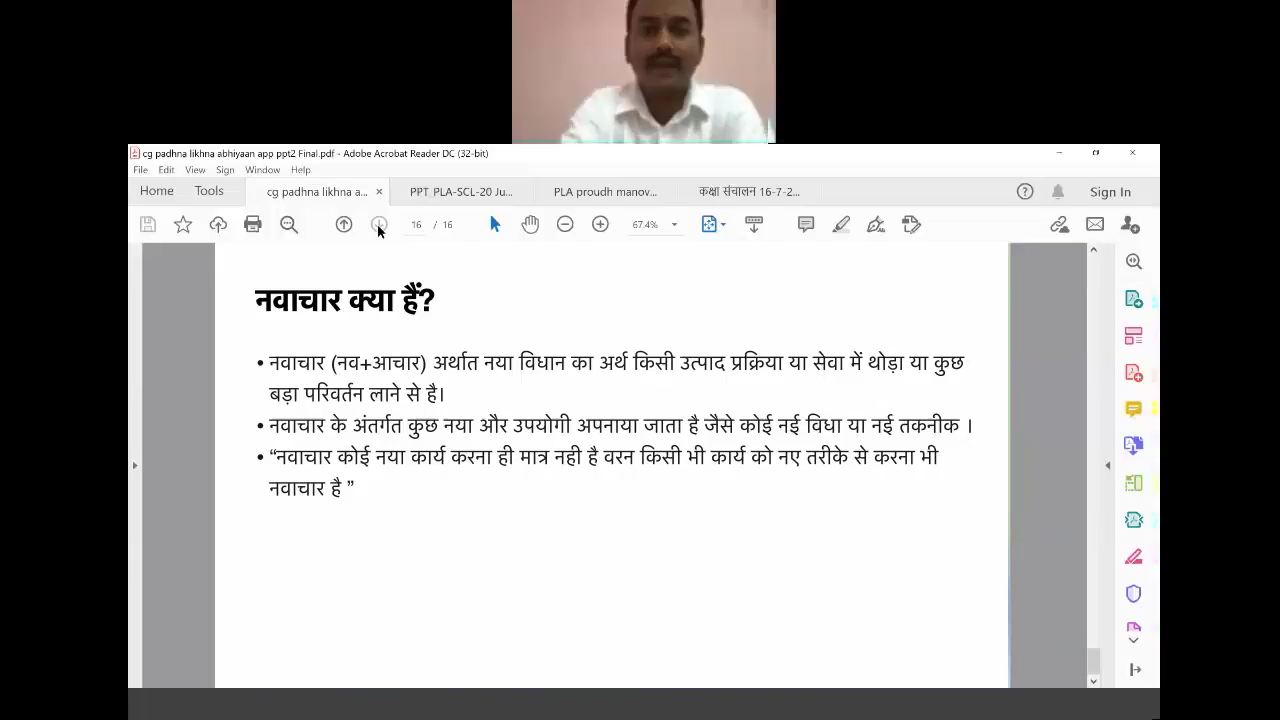 cg padhna likhna abhiyaan app ppt2 Final.pdf - Adobe Acrobat Reader DC (32-bit)
File Edit View Sign Window Help
Home Tools cg padhna likhna a... × PPT_PLA-SCL-20 Ju... PLA proudh manov... कक्षा संचालन 16-7-2... Sign In
16 / 16 67.4%
नवाचार क्या हैं?
• नवाचार (नव+आचार) अर्थात नया विधान का अर्थ किसी उत्पाद प्रक्रिया या सेवा में थोड़ा या कुछ
बड़ा परिवर्तन लाने से है।
• नवाचार के अंतर्गत कुछ नया और उपयोगी अपनाया जाता है जैसे कोई नई विधा या नई तकनीक ।
• “नवाचार कोई नया कार्य करना ही मात्र नही है वरन किसी भी कार्य को नए तरीके से करना भी
नवाचार है ”